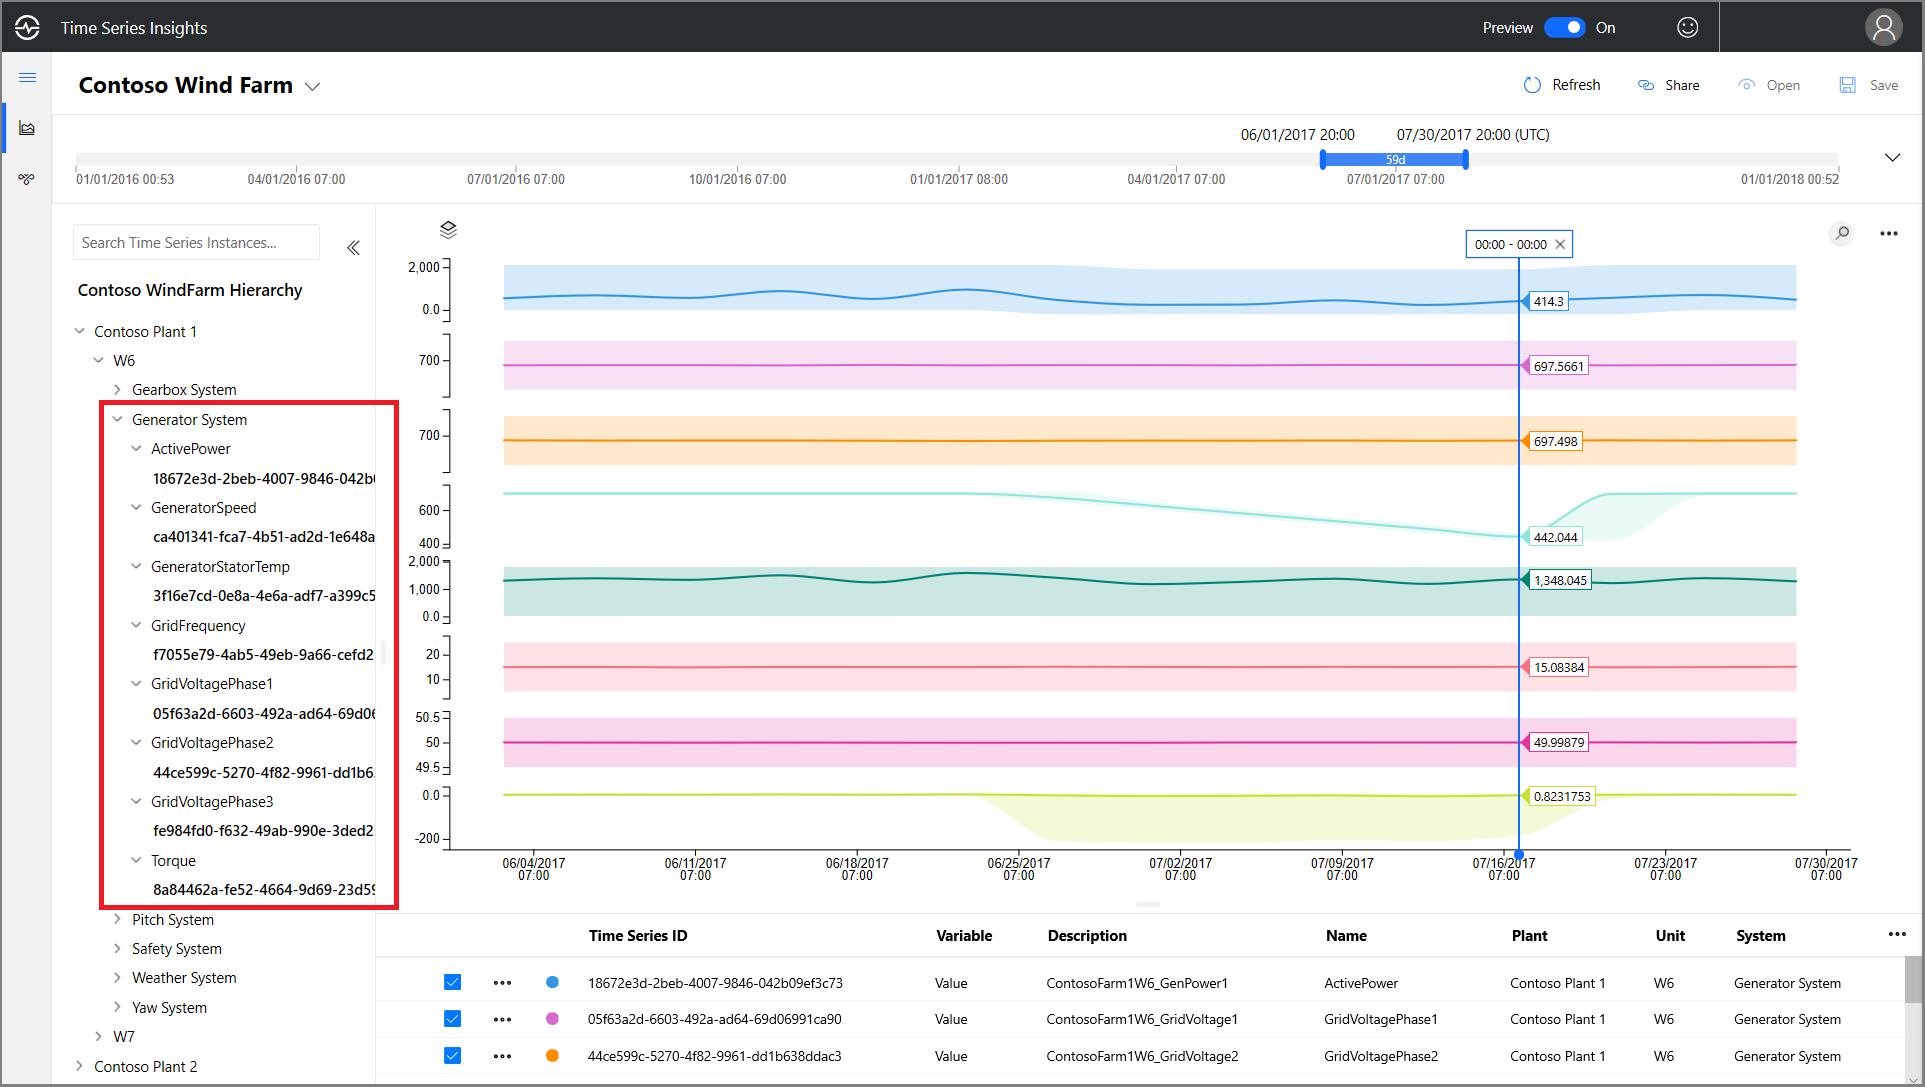 Time Series Insights
Preview On
Contoso Wind Farm
Refresh Share Open Save
06/01/2017 20:00 07/30/2017 20:00 (UTC)
59d
01/01/2016 00:53 04/01/2016 07:00 07/01/2016 07:00 10/01/2016 07:00 01/01/2017 08:00 04/01/2017 07:00 07/01/2017 07:00 01/01/2018 00:52
Search Time Series Instances...
Contoso WindFarm Hierarchy
Contoso Plant 1
W6
Gearbox System
Generator System
ActivePower
18672e3d-2beb-4007-9846-042b
GeneratorSpeed
ca401341-fca7-4b51-ad2d-1e648a
GeneratorStatorTemp
3f16e7cd-0e8a-4e6a-adf7-a399c5
GridFrequency
f7055e79-4ab5-49eb-9a66-cefd2
GridVoltagePhase1
05f63a2d-6603-492a-ad64-69d06
GridVoltagePhase2
44ce599c-5270-4f82-9961-dd1b6
GridVoltagePhase3
fe984fd0-f632-49ab-990e-3ded2
Torque
8a84462a-fe52-4664-9d69-23d59
Pitch System
Safety System
Weather System
Yaw System
W7
Contoso Plant 2
00:00 - 00:00
2,000
0.0
414.3
700
697.5661
700
697.498
600
400
442.044
2,000
1,000
0.0
1,348.045
20
10
15.08384
50.5
50
49.5
49.99879
0.0
-200
0.8231753
06/04/2017 06/11/2017 06/18/2017 06/25/2017 07/02/2017 07/09/2017 07/16/2017 07/23/2017 07/30/2017
07:00 07:00 07:00 07:00 07:00 07:00 07:00 07:00 07:00
Time Series ID Variable Description Name Plant Unit System
18672e3d-2beb-4007-9846-042b09ef3c73 Value ContosoFarm1W6_GenPower1 ActivePower Contoso Plant 1 W6 Generator System
05f63a2d-6603-492a-ad64-69d06991ca90 Value ContosoFarm1W6_GridVoltage1 GridVoltagePhase1 Contoso Plant 1 W6 Generator System
44ce599c-5270-4f82-9961-dd1b638ddac3 Value ContosoFarm1W6_GridVoltage2 GridVoltagePhase2 Contoso Plant 1 W6 Generator System